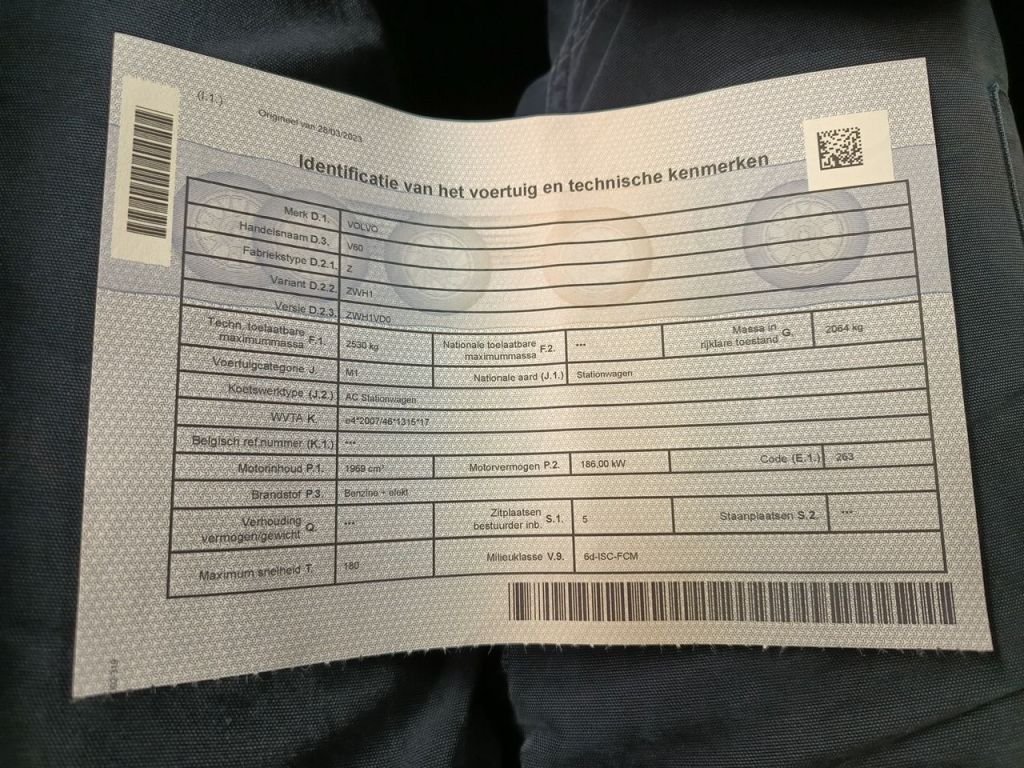 (I.1.)
Origineel van 28/03/2023
Identificatie van het voertuig en technische kenmerken
Merk D.1. VOLVO
Handelsnaam D.3. V60
Fabriekstype D.2.1. Z
Variant D.2.2. ZWH1
Versie D.2.3. ZWH1VD0
Techn. toelaatbare maximummassa F.1. 2530 kg Nationale toelaatbare maximummassa F.2. --- Massa in rijklare toestand G. 2064 kg
Voertuigcategorie J. M1 Nationale aard (J.1.) Stationwagen
Koetswerktype (J.2.) AC Stationwagen
WVTA K. e4*2007/46*1315*17
Belgisch ref.nummer (K.1.) ---
Motorinhoud P.1. 1969 cm³ Motorvermogen P.2. 186,00 kW Code (E.1.) 263
Brandstof P.3. Benzine + elekt
Verhouding vermogen/gewicht Q. --- Zitplaatsen bestuurder inb. S.1. 5 Staanplaatsen S.2. ---
Maximum snelheid T. 180 Milieuklasse V.9. 6d-ISC-FCM